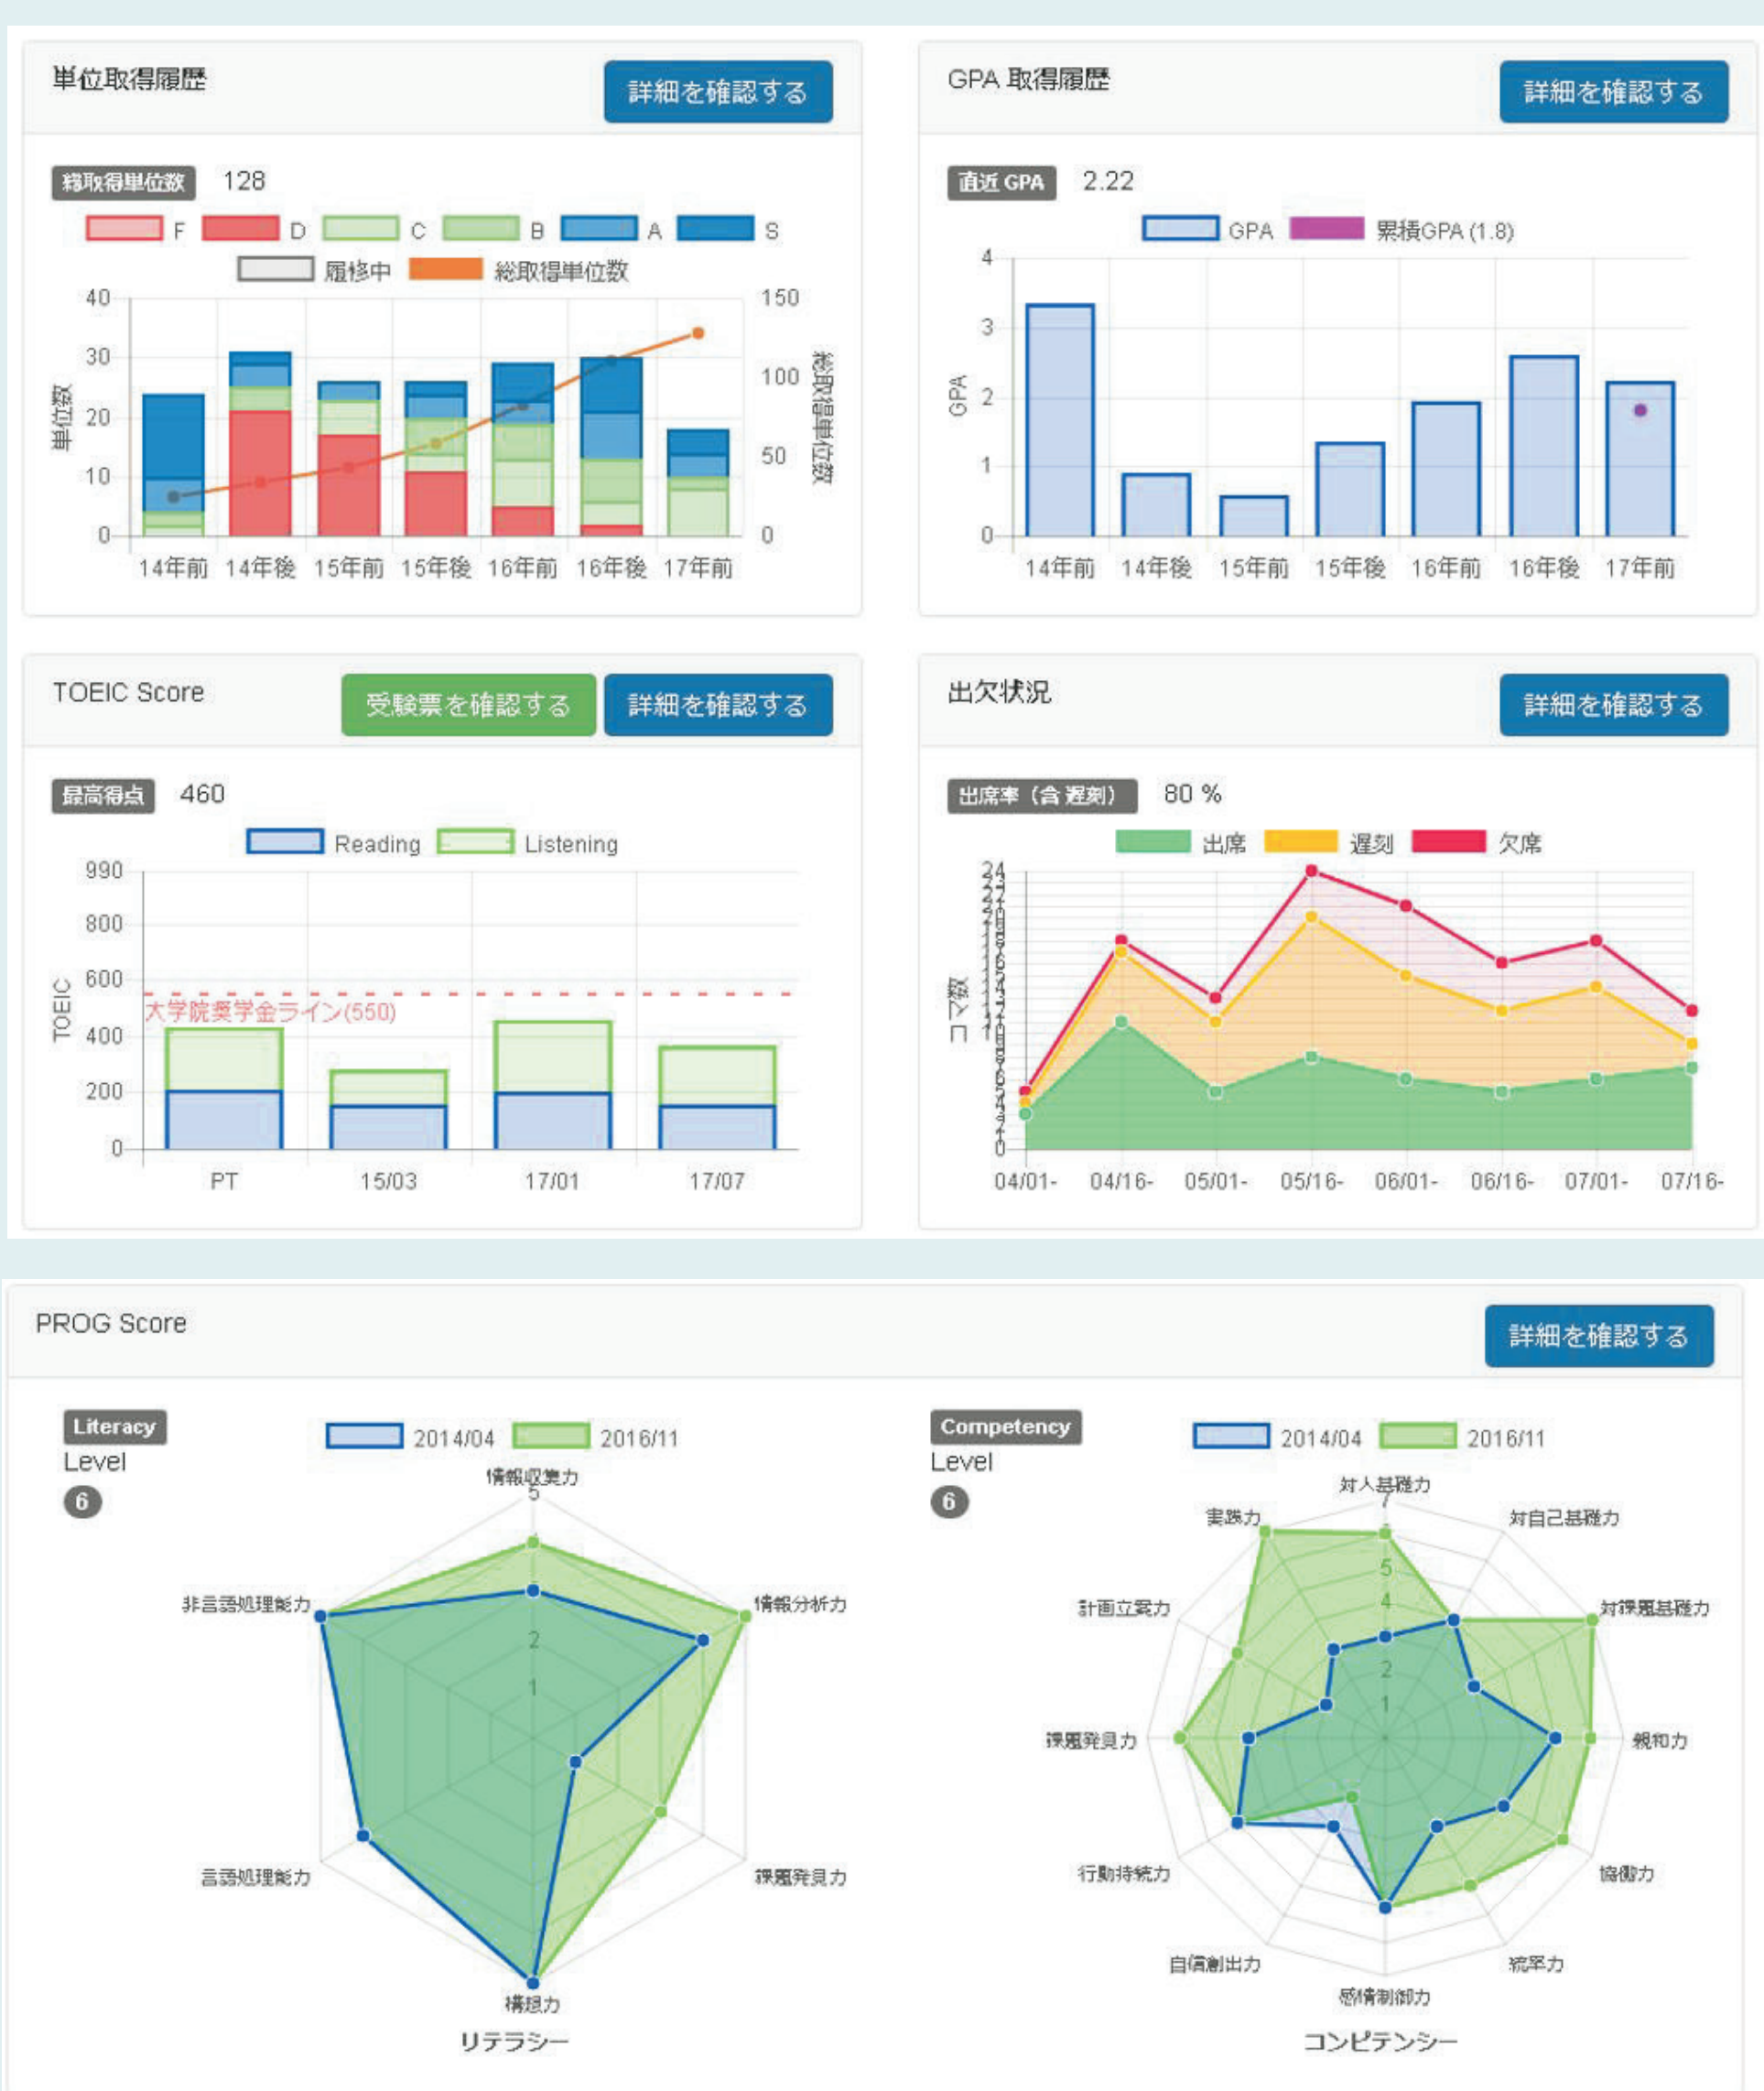 単位取得履歴 詳細を確認する
総取得単位数 128
F D C B A S
履修中 総取得単位数
40 150
30
100
20
50
10
0 0
単位数
総取得単位数
14年前 14年後 15年前 15年後 16年前 16年後 17年前
GPA 取得履歴 詳細を確認する
直近 GPA 2.22
GPA 累積GPA (1.8)
4
3
2
1
0
GPA
14年前 14年後 15年前 15年後 16年前 16年後 17年前
TOEIC Score 受験票を確認する 詳細を確認する
最高得点 460
Reading Listening
990
800
600
大学院奨学金ライン(550)
400
200
0
TOEIC
PT 15/03 17/01 17/07
出欠状況 詳細を確認する
出席率（含 遅刻） 80 %
出席 遅刻 欠席
24
0
コマ数
04/01- 04/16- 05/01- 05/16- 06/01- 06/16- 07/01- 07/16-
PROG Score 詳細を確認する
Literacy
Level
6
2014/04 2016/11
情報収集力
5
2
1
非言語処理能力 情報分析力
言語処理能力 課題発見力
構想力
リテラシー
Competency
Level
6
2014/04 2016/11
対人基礎力
7
5
4
2
1
実践力 対自己基礎力
計画立案力 対課題基礎力
課題発見力 親和力
行動持続力 協働力
自信創出力 統率力
感情制御力
コンピテンシー